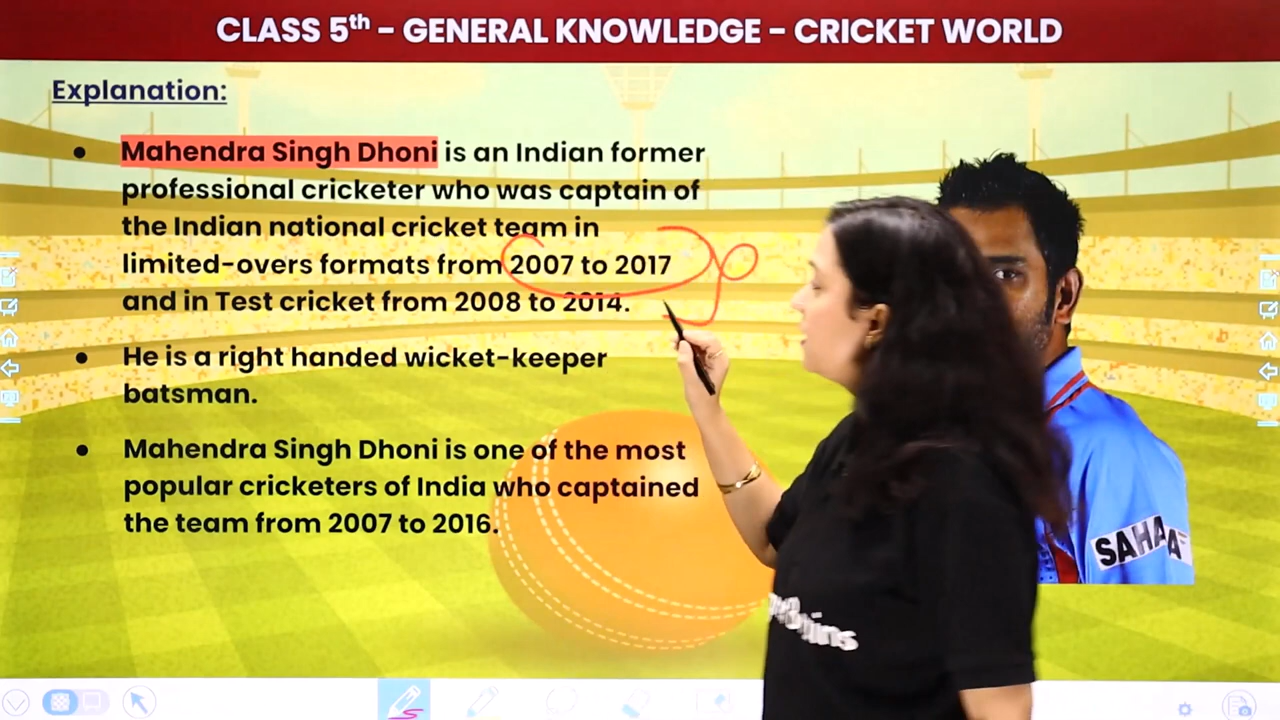 CLASS 5th – GENERAL KNOWLEDGE – CRICKET WORLD
Explanation:
• Mahendra Singh Dhoni is an Indian former
professional cricketer who was captain of
the Indian national cricket team in
limited-overs formats from 2007 to 2017
and in Test cricket from 2008 to 2014.
• He is a right handed wicket-keeper
batsman.
• Mahendra Singh Dhoni is one of the most
popular cricketers of India who captained
the team from 2007 to 2016.
SAHARA